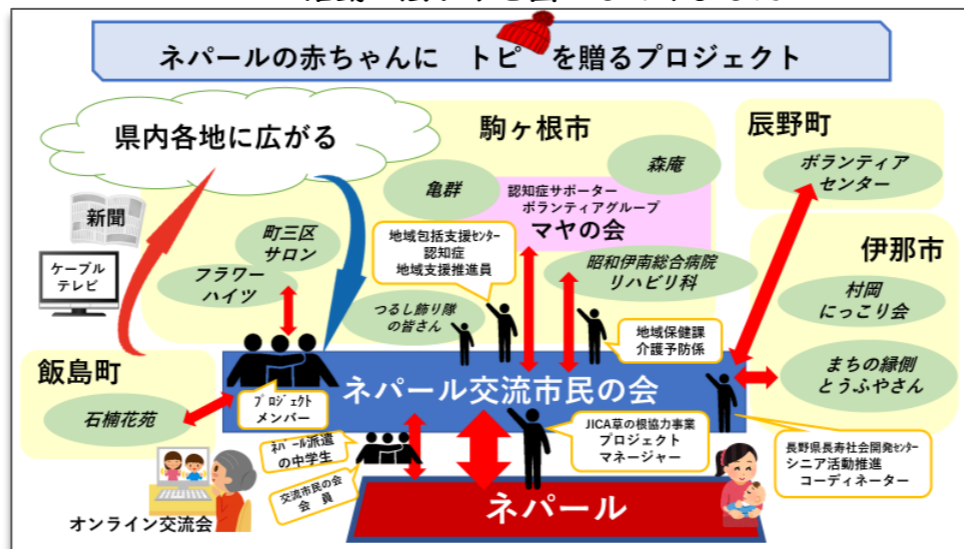 ネパールの赤ちゃんに　トピ　を贈るプロジェクト
県内各地に広がる
新聞
ケーブル
テレビ
駒ヶ根市
亀群
森庵
認知症サポーター
ボランティアグループ
マヤの会
町三区
サロン
フラワー
ハイツ
地域包括支援ｾﾝﾀｰ
認知症
地域支援推進員
昭和伊南総合病院
リハビリ科
つるし飾り隊
の皆さん
地域保健課
介護予防係
辰野町
ボランティア
センター
伊那市
村岡
にっこり会
まちの縁側
とうふやさん
飯島町
石楠花苑
ネパール交流市民の会
ﾌﾟﾛｼﾞｪｸﾄ
メンバー
ﾈﾊﾟｰﾙ派遣
の中学生
交流市民の会
会　員
JICA草の根協力事業
プロジェクト
マネージャー
長野県長寿社会開発ｾﾝﾀｰ
シニア活動推進
コーディネーター
オンライン交流会
ネパール